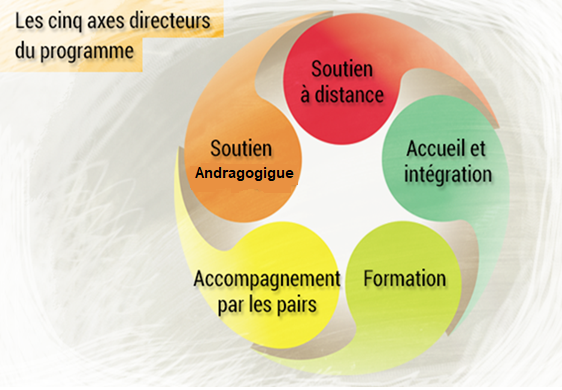 Les cinq axes directeurs
du programme
Soutien
à distance
Accueil et
intégration
Formation
Accompagnement
par les pairs
Soutien
Andragogigue